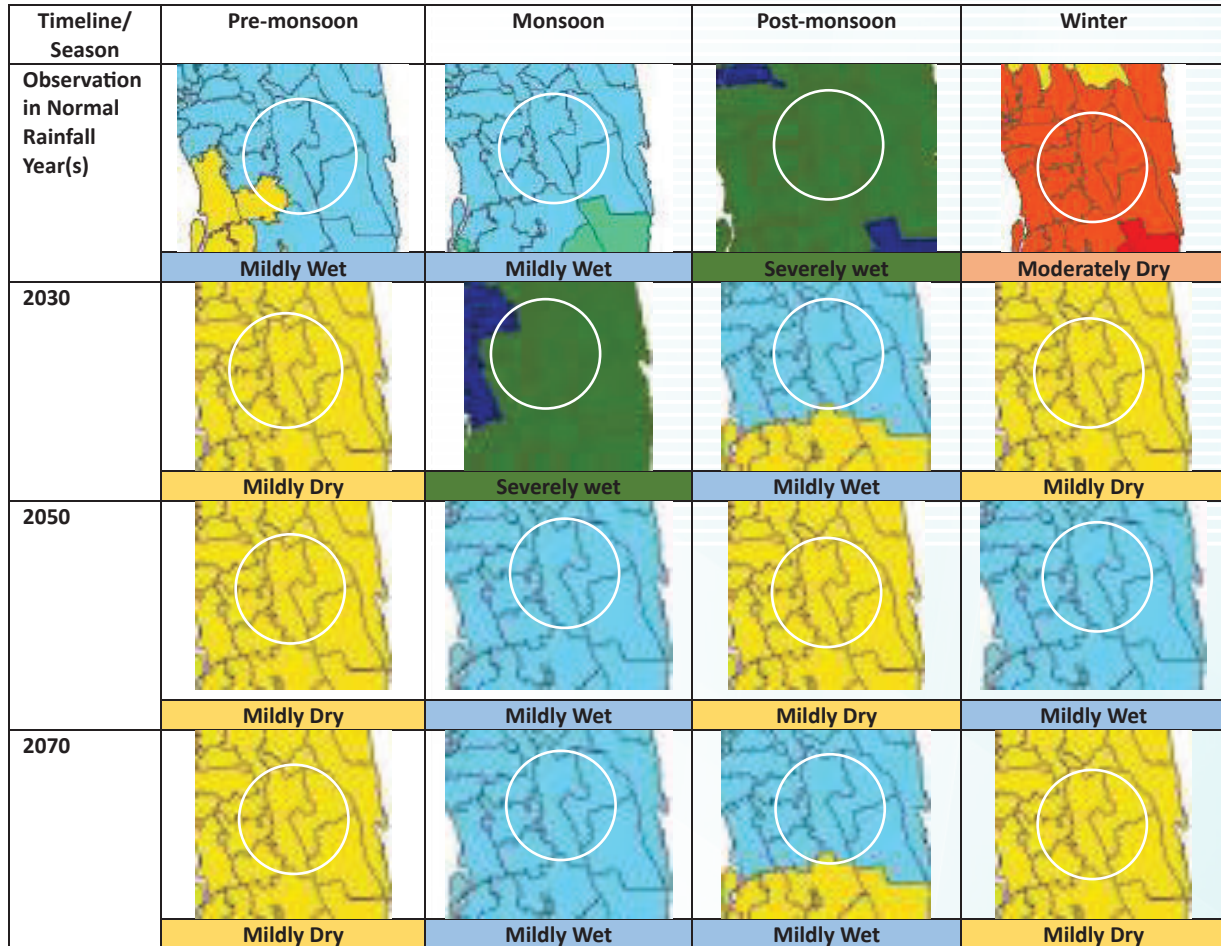 Timeline/
Season
Pre-monsoon
Monsoon
Post-monsoon
Winter
Observation
in Normal
Rainfall
Year(s)
Mildly Wet
Mildly Wet
Severely wet
Moderately Dry
2030
Mildly Dry
Severely wet
Mildly Wet
Mildly Dry
2050
Mildly Dry
Mildly Wet
Mildly Dry
Mildly Wet
2070
Mildly Dry
Mildly Wet
Mildly Wet
Mildly Dry